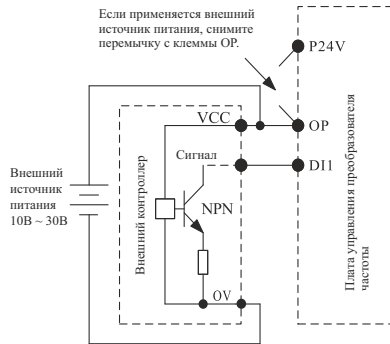 Если применяется внешний
источник питания, снимите
перемычку с клеммы OP.
P24V
VCC
OP
Сигнал
DI1
Внешний
источник
питания
10В ~ 30В
Внешний контроллер
NPN
0V
Плата управления преобразователя
частоты